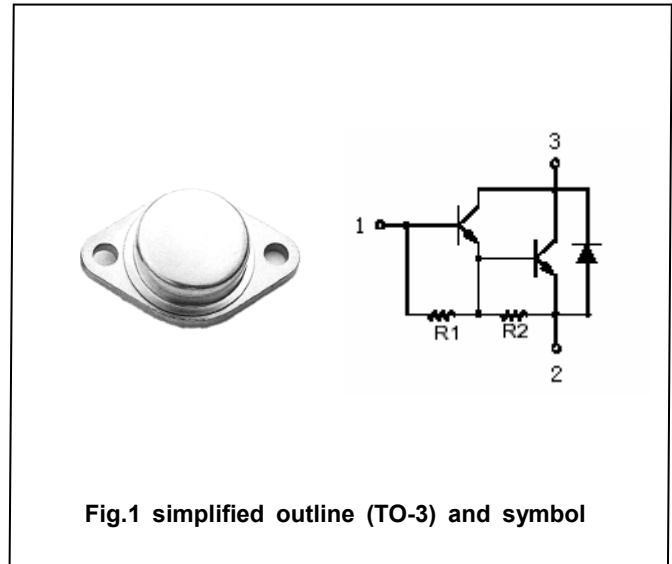 3
1
R1
R2
2
Fig.1 simplified outline (TO-3) and symbol